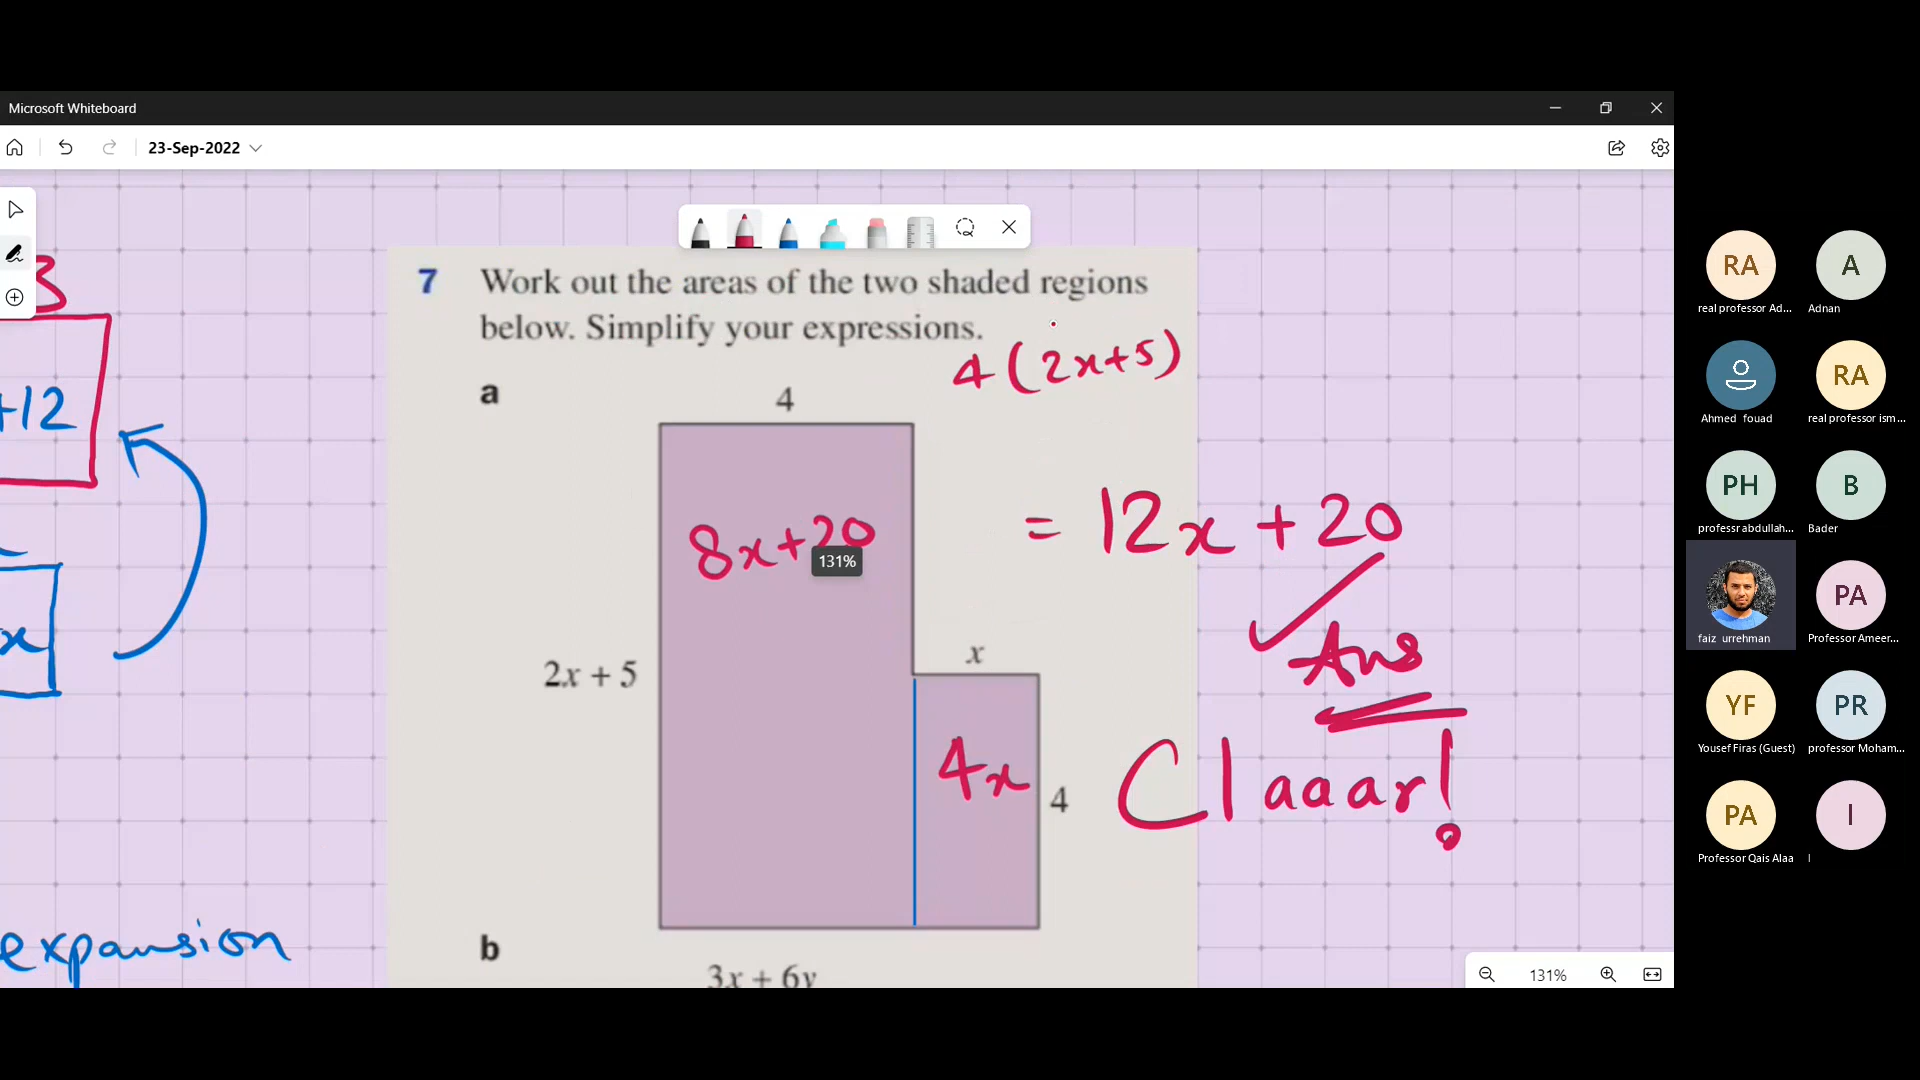 Microsoft Whiteboard
23-Sep-2022
3
+12
x
expansion
7 Work out the areas of the two shaded regions
below. Simplify your expressions.
4(2x+5)
a
4
8x+20
131%
= 12x+20
Ans
2x + 5
x
4x
4
Claaar!
b
3x + 6y
131%
RA
real professor Ad...
A
Adnan
Ahmed fouad
RA
real professor ism...
PH
professr abdullah...
B
Bader
faiz urrehman
PA
Professor Ameer...
YF
Yousef Firas (Guest)
PR
professor Moham...
PA
Professor Qais Alaa
I
I